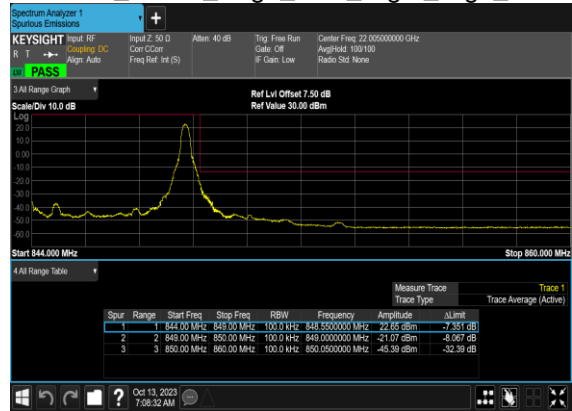 Spectrum Analyzer 1
Spurious Emissions
+
KEYSIGHT Input: RF Input Z: 50 Ω Atten: 40 dB Trig: Free Run Center Freq: 22.005000000 GHz
R T Coupling: DC Corr CCorr Gate: Off Avg|Hold: 100/100
Align: Auto Freq Ref: Int (S) IF Gain: Low Radio Std: None
PASS
3 All Range Graph
Ref Lvl Offset 7.50 dB
Scale/Div 10.0 dB Ref Value 30.00 dBm
Log
20.0
10.0
0.00
-10.0
-20.0
-30.0
-40.0
-50.0
-60.0
Start 844.000 MHz Stop 860.000 MHz
4 All Range Table
Measure Trace Trace 1
Trace Type Trace Average (Active)
Spur Range Start Freq Stop Freq RBW Frequency Amplitude ΔLimit
1 1 844.00 MHz 849.00 MHz 100.0 kHz 848.5500000 MHz 22.65 dBm -7.351 dB
2 2 849.00 MHz 850.00 MHz 100.0 kHz 849.0000000 MHz -21.07 dBm -8.067 dB
3 3 850.00 MHz 860.00 MHz 100.0 kHz 850.0500000 MHz -45.39 dBm -32.39 dB
? Oct 13, 2023
7:08:32 AM